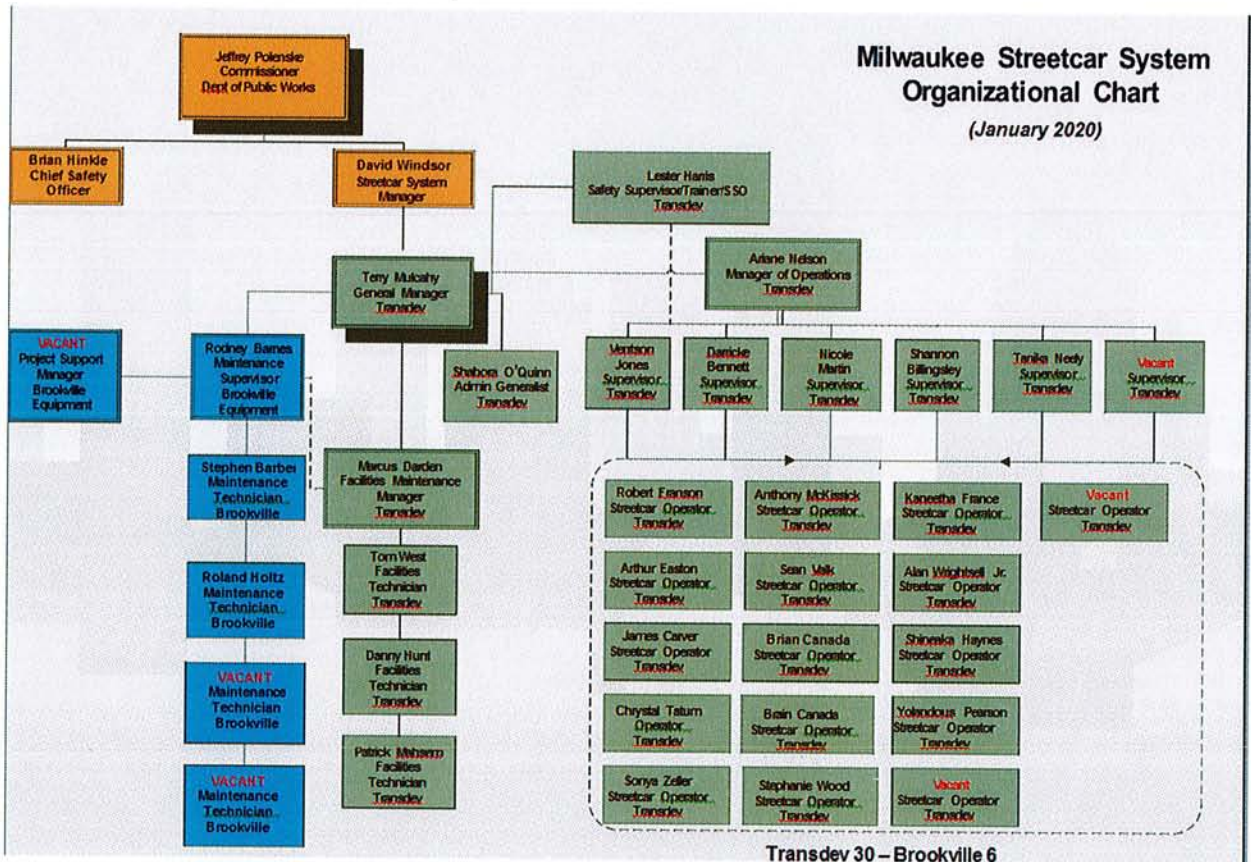 Milwaukee Streetcar System
Organizational Chart
(January 2020)
Jeffrey Polenske
Commissioner
Dept of Public Works
Brian Hinkle
Chief Safety
Officer
David Windsor
Streetcar System
Manager
Lester Harris
Safety Supervisor/Trainer/SSO
Transdev
Ariane Nelson
Manager of Operations
Transdev
Terry Mulcahy
General Manager
Transdev
VACANT
Project Support
Manager
Brookville
Equipment
Rodney Barnes
Maintenance
Supervisor
Brookville
Equipment
Shabora O'Quinn
Admin Generalist
Transdev
Ventson
Jones
Supervisor
Transdev
Darricke
Bennett
Supervisor
Transdev
Nicole
Martin
Supervisor
Transdev
Shannon
Billingsley
Supervisor
Transdev
Tanika Neely
Supervisor
Transdev
Vacant
Supervisor
Transdev
Stephen Barbei
Maintenance
Technician
Brookville
Marcus Darden
Facilities Maintenance
Manager
Transdev
Roland Holtz
Maintenance
Technician
Brookville
Tom West
Facilities
Technician
Transdev
VACANT
Maintenance
Technician
Brookville
Danny Hunt
Facilities
Technician
Transdev
VACANT
Maintenance
Technician
Brookville
Patrick
Facilities
Technician
Transdev
Robert Franson
Streetcar Operator
Transdev
Anthony McKissick
Streetcar Operator
Transdev
Kaneetha France
Streetcar Operator
Transdev
Vacant
Streetcar Operator
Transdev
Arthur Easton
Streetcar Operator
Transdev
Sean Valk
Streetcar Operator
Transdev
Alan Wrightsell Jr.
Streetcar Operator
Transdev
James Carver
Streetcar Operator
Transdev
Brian Canada
Streetcar Operator
Transdev
Shineaka Haynes
Streetcar Operator
Transdev
Chrystal Tatum
Operator
Transdev
Brain Canada
Streetcar Operator
Transdev
Yolandous Pearson
Streetcar Operator
Transdev
Sonya Zeller
Streetcar Operator
Transdev
Stephanie Wood
Streetcar Operator
Transdev
Vacant
Streetcar Operator
Transdev
Transdev 30 – Brookville 6